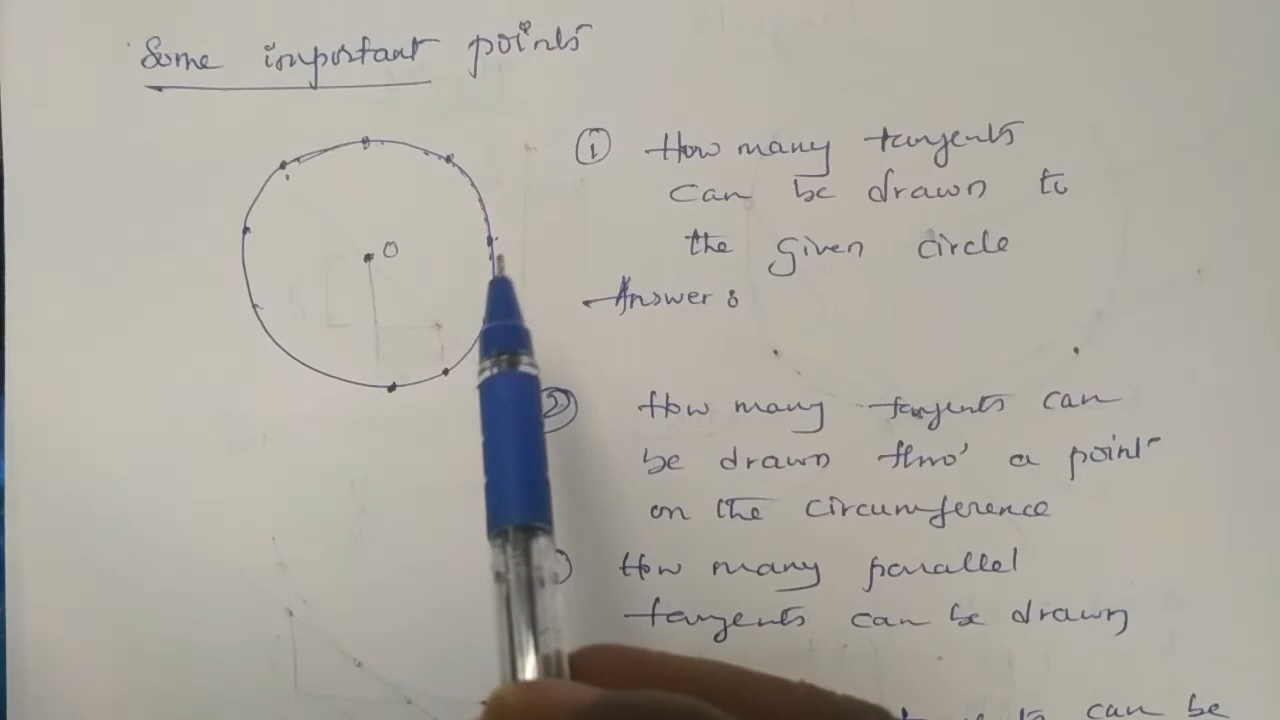 Some important points
O
① How many tangents
can be drawn to
the given circle
Answer :
② How many tangents can
be drawn thro' a point
on the circumference
How many parallel
tangents can be drawn
can be